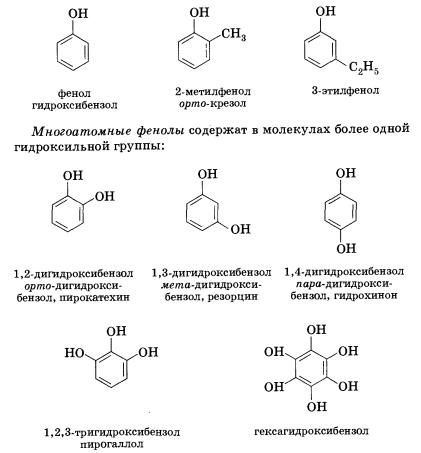 OH
OH
CH3
OH
C2H5
фенол
гидроксибензол
2-метилфенол
орто-крезол
3-этилфенол
Многоатомные фенолы содержат в молекулах более одной
гидроксильной группы:
OH
OH
OH
OH
OH
OH
1,2-дигидроксибензол
орто-дигидрокси-
бензол, пирокатехин
1,3-дигидроксибензол
мета-дигидрокси-
бензол, резорцин
1,4-дигидроксибензол
пара-дигидрокси-
бензол, гидрохинон
OH
HO OH
OH
OH OH
OH OH
OH
1,2,3-тригидроксибензол
пирогаллол
гексагидроксибензол